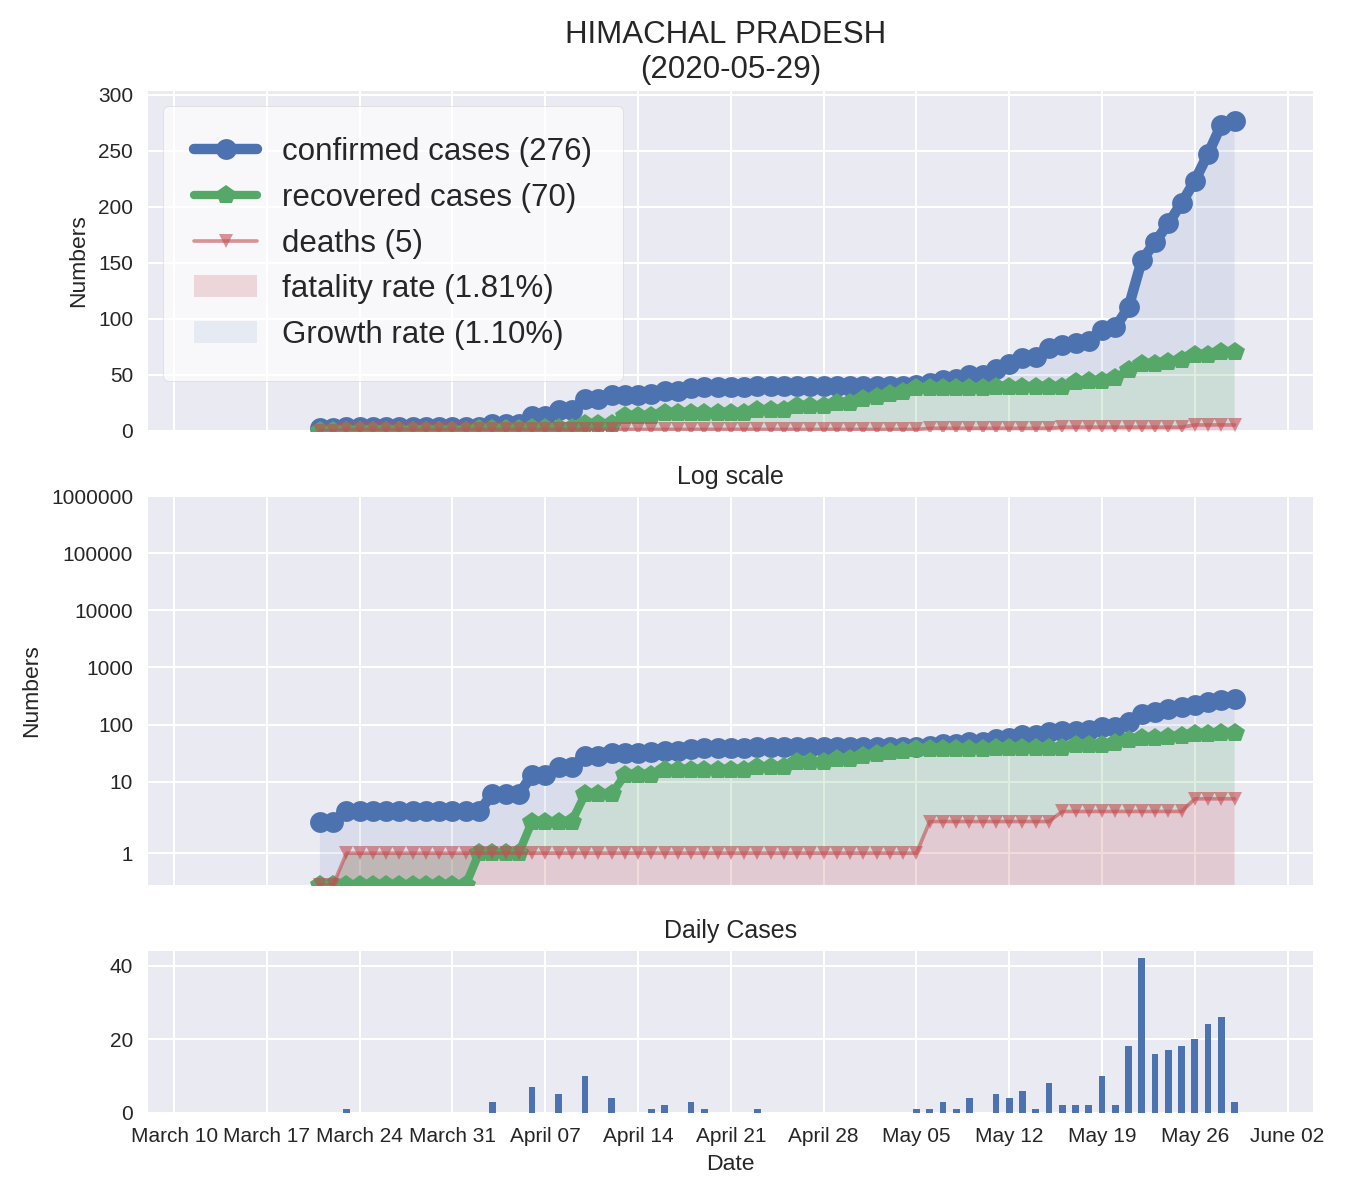 HIMACHAL PRADESH
(2020-05-29)
300
250
200
150
100
50
0
Numbers
confirmed cases (276)
recovered cases (70)
deaths (5)
fatality rate (1.81%)
Growth rate (1.10%)
Log scale
1000000
100000
10000
1000
100
10
1
Numbers
Daily Cases
40
20
0
March 10 March 17 March 24 March 31 April 07 April 14 April 21 April 28 May 05 May 12 May 19 May 26 June 02
Date